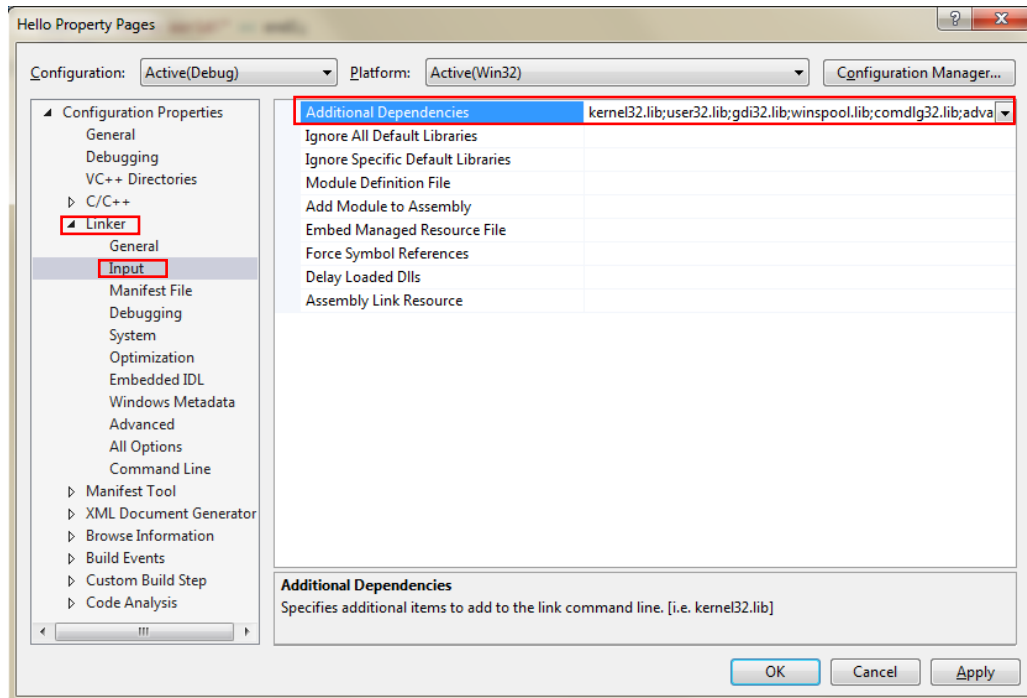 Hello Property Pages
Configuration: Active(Debug) Platform: Active(Win32) Configuration Manager...
Configuration Properties
General
Debugging
VC++ Directories
C/C++
Linker
General
Input
Manifest File
Debugging
System
Optimization
Embedded IDL
Windows Metadata
Advanced
All Options
Command Line
Manifest Tool
XML Document Generator
Browse Information
Build Events
Custom Build Step
Code Analysis
Additional Dependencies kernel32.lib;user32.lib;gdi32.lib;winspool.lib;comdlg32.lib;adva
Ignore All Default Libraries
Ignore Specific Default Libraries
Module Definition File
Add Module to Assembly
Embed Managed Resource File
Force Symbol References
Delay Loaded Dlls
Assembly Link Resource
Additional Dependencies
Specifies additional items to add to the link command line. [i.e. kernel32.lib]
OK Cancel Apply